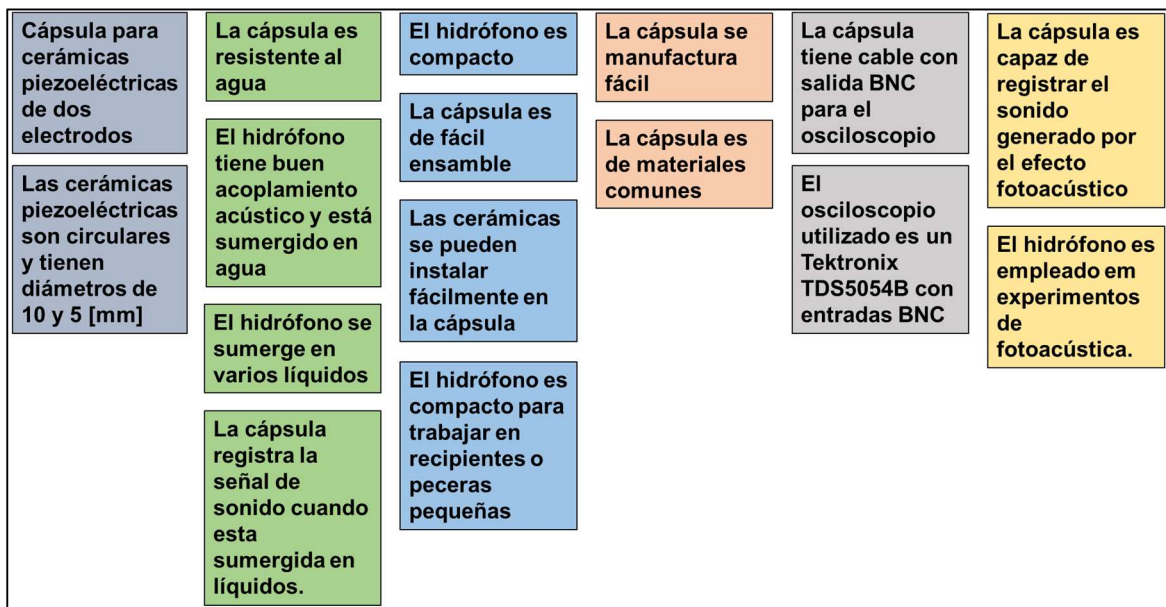 Cápsula para
cerámicas
piezoeléctricas
de dos
electrodos
Las cerámicas
piezoeléctricas
son circulares
y tienen
diámetros de
10 y 5 [mm]
La cápsula es
resistente al
agua
El hidrófono
tiene buen
acoplamiento
acústico y está
sumergido en
agua
El hidrófono se
sumerge en
varios líquidos
La cápsula
registra la
señal de
sonido cuando
esta
sumergida en
líquidos.
El hidrófono es
compacto
La cápsula es
de fácil
ensamble
Las cerámicas
se pueden
instalar
fácilmente en
la cápsula
El hidrófono es
compacto para
trabajar en
recipientes o
peceras
pequeñas
La cápsula se
manufactura
fácil
La cápsula es
de materiales
comunes
La cápsula
tiene cable con
salida BNC
para el
osciloscopio
El
osciloscopio
utilizado es un
Tektronix
TDS5054B con
entradas BNC
La cápsula es
capaz de
registrar el
sonido
generado por
el efecto
fotoacústico
El hidrófono es
empleado em
experimentos
de
fotoacústica.